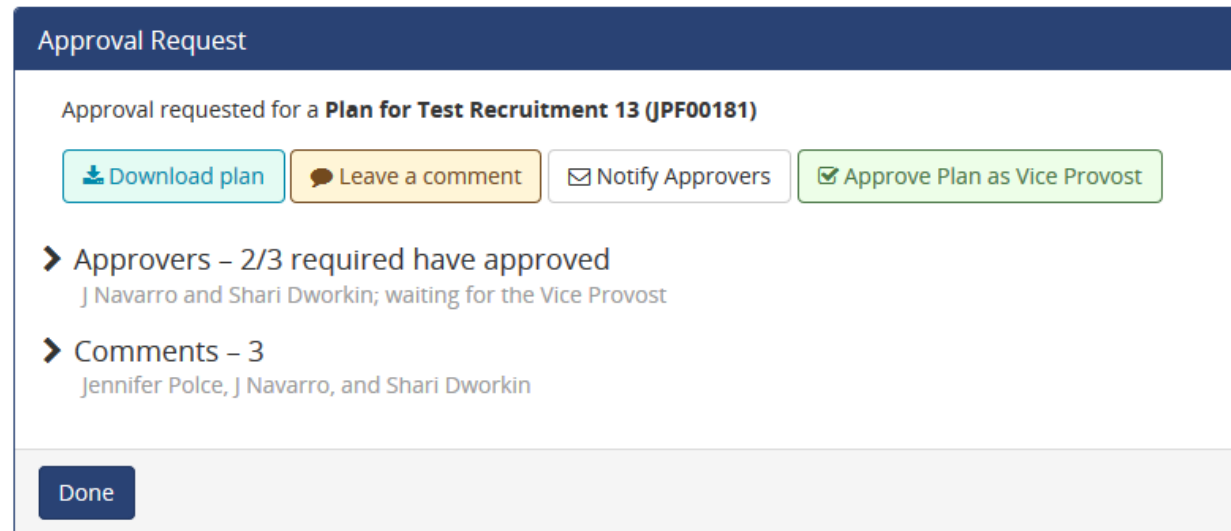 Approval Request
Approval requested for a Plan for Test Recruitment 13 (JPF00181)
Download plan Leave a comment Notify Approvers Approve Plan as Vice Provost
Approvers – 2/3 required have approved
J Navarro and Shari Dworkin; waiting for the Vice Provost
Comments – 3
Jennifer Polce, J Navarro, and Shari Dworkin
Done